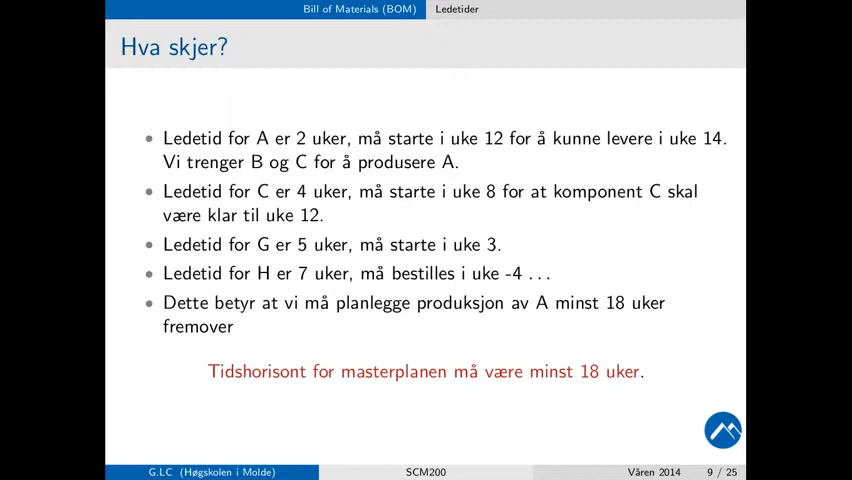 Bill of Materials (BOM) Ledetider
Hva skjer?
• Ledetid for A er 2 uker, må starte i uke 12 for å kunne levere i uke 14.
Vi trenger B og C for å produsere A.
• Ledetid for C er 4 uker, må starte i uke 8 for at komponent C skal
være klar til uke 12.
• Ledetid for G er 5 uker, må starte i uke 3.
• Ledetid for H er 7 uker, må bestilles i uke -4 ...
• Dette betyr at vi må planlegge produksjon av A minst 18 uker
fremover
Tidshorisont for masterplanen må være minst 18 uker.
G.LC (Høgskolen i Molde) SCM200 Våren 2014 9 / 25